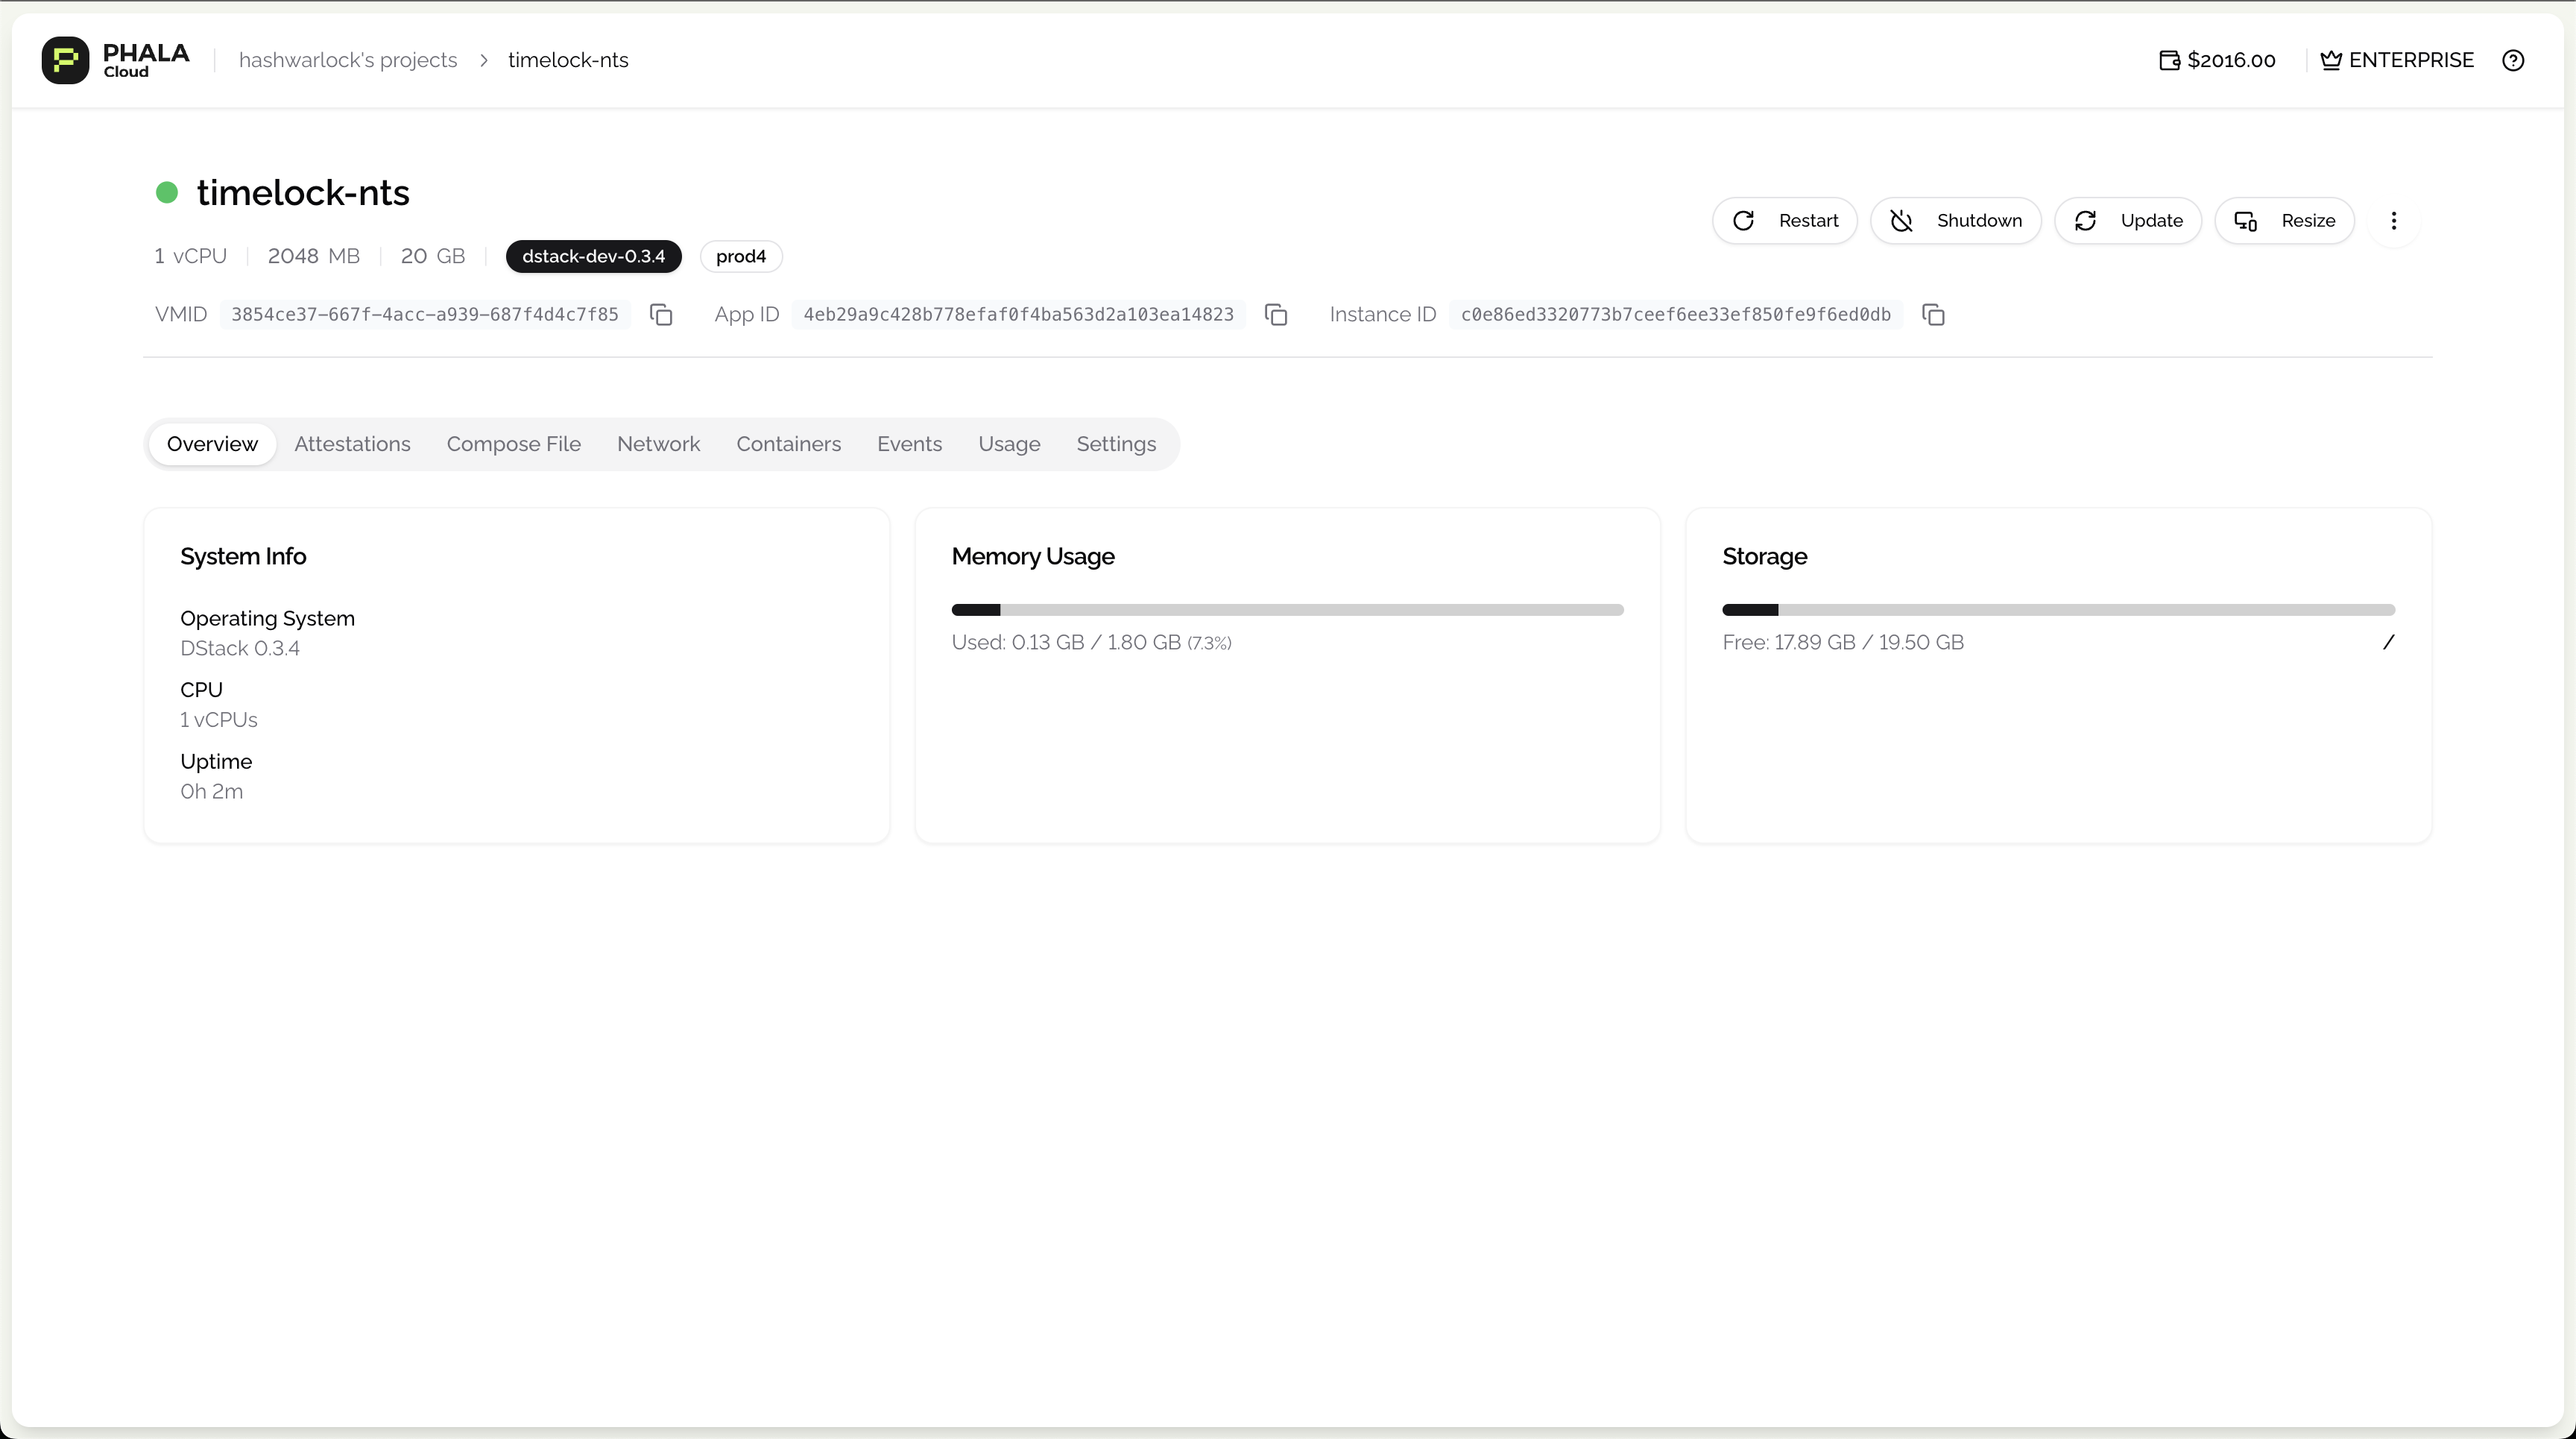 PHALA
Cloud
hashwarlock's projects > timelock-nts
$2016.00
ENTERPRISE
timelock-nts
Restart
Shutdown
Update
Resize
1 vCPU
2048 MB
20 GB
dstack-dev-0.3.4
prod4
VMID 3854ce37-667f-4acc-a939-687f4d4c7f85
App ID 4eb29a9c428b778efaf0f4ba563d2a103ea14823
Instance ID c0e86ed3320773b7ceef6ee33ef850fe9f6ed0db
Overview
Attestations
Compose File
Network
Containers
Events
Usage
Settings
System Info
Operating System
DStack 0.3.4
CPU
1 vCPUs
Uptime
0h 2m
Memory Usage
Used: 0.13 GB / 1.80 GB (7.3%)
Storage
Free: 17.89 GB / 19.50 GB
/